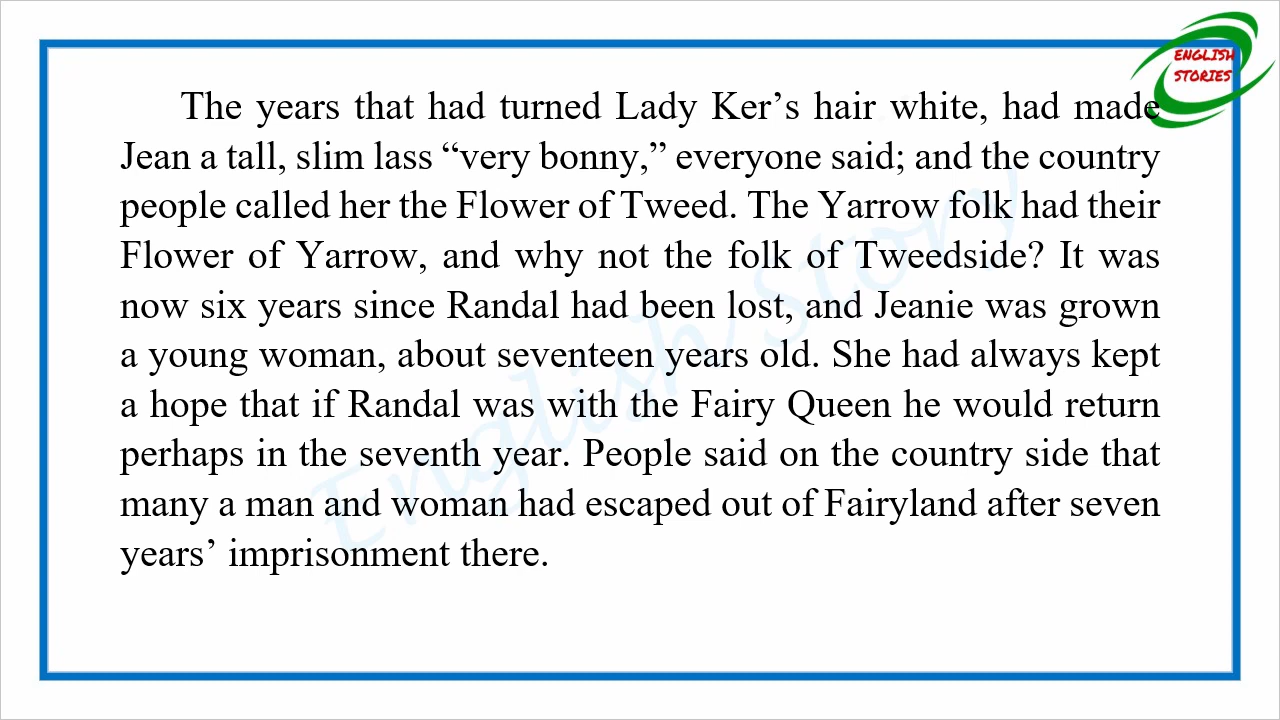 ENGLISH
STORIES
The years that had turned Lady Ker’s hair white, had made
Jean a tall, slim lass “very bonny,” everyone said; and the country
people called her the Flower of Tweed. The Yarrow folk had their
Flower of Yarrow, and why not the folk of Tweedside? It was
now six years since Randal had been lost, and Jeanie was grown
a young woman, about seventeen years old. She had always kept
a hope that if Randal was with the Fairy Queen he would return
perhaps in the seventh year. People said on the country side that
many a man and woman had escaped out of Fairyland after seven
years’ imprisonment there.
English Story